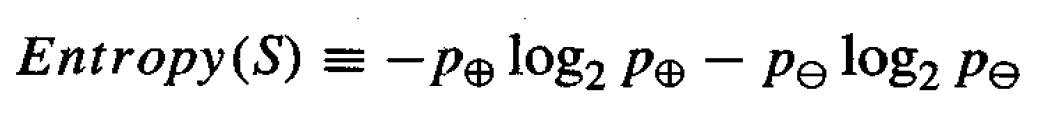 Entropy(S) ≡ −p⊕ log₂ p⊕ − p⊖ log₂ p⊖